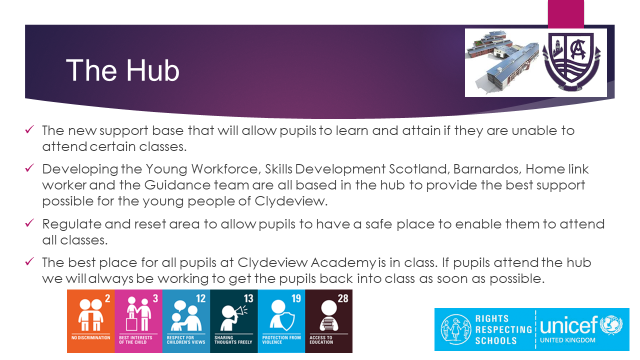 The Hub
The new support base that will allow pupils to learn and attain if they are unable to
attend certain classes.
Developing the Young Workforce, Skills Development Scotland, Barnardos, Home link
worker and the Guidance team are all based in the hub to provide the best support
possible for the young people of Clydeview.
Regulate and reset area to allow pupils to have a safe place to enable them to attend
all classes.
The best place for all pupils at Clydeview Academy is in class. If pupils attend the hub
we will always be working to get the pupils back into class as soon as possible.
2
NO DISCRIMINATION
3
BEST INTERESTS
OF THE CHILD
12
RESPECT FOR
CHILDREN'S VIEWS
13
SHARING
THOUGHTS FREELY
19
PROTECTION FROM
VIOLENCE
28
ACCESS TO
EDUCATION
RIGHTS
RESPECTING
SCHOOLS
unicef
UNITED KINGDOM